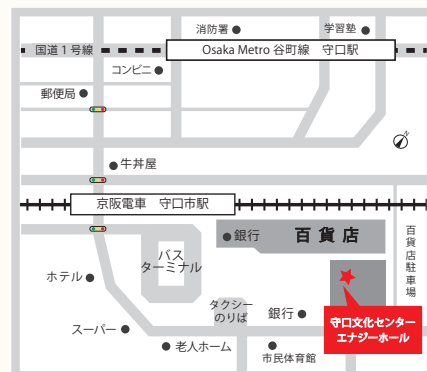 消防署
学習塾
国道1号線
Osaka Metro 谷町線 守口駅
コンビニ
郵便局
牛丼屋
京阪電車 守口市駅
銀行
百貨店
百貨店駐車場
バス
ターミナル
ホテル
タクシー
のりば
銀行
守口文化センター
エナジーホール
スーパー
老人ホーム
市民体育館